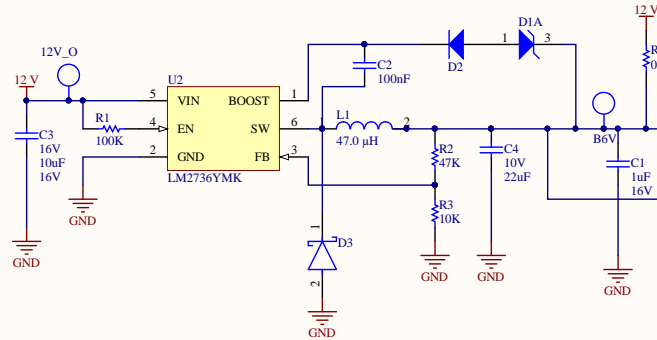 12 V
12V_O
U2
D1A
12 V
1
3
D2
C2
100nF
5
VIN
BOOST
1
R1
100K
4
EN
SW
6
L1
47.0 µH
2
B6V
C3
16V
10uF
16V
2
GND
FB
3
LM2736YMK
R2
47K
C4
10V
22uF
C1
1uF
16V
R3
10K
GND
GND
1
D3
2
GND
GND
GND
GND